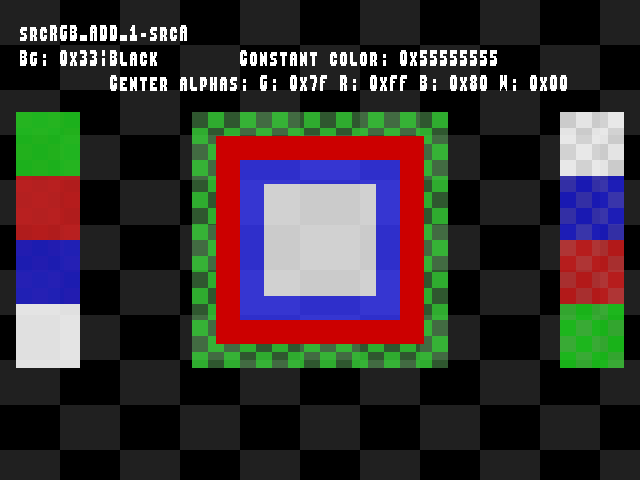 srcRGB_ADD_1-srcA
Bg: 0x33¦Black Constant color: 0x55555555
Center alphas: G: 0x7f R: 0xff B: 0x80 W: 0x00